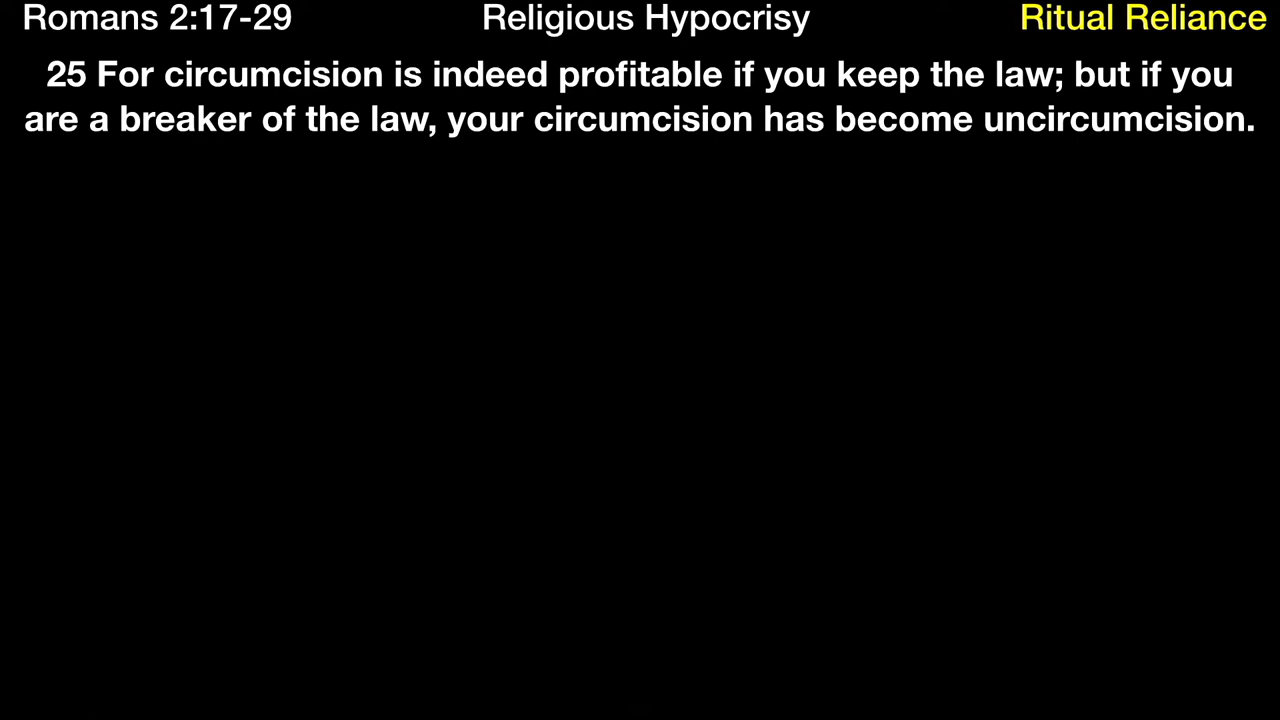 Romans 2:17-29 Religious Hypocrisy Ritual Reliance
25 For circumcision is indeed profitable if you keep the law; but if you
are a breaker of the law, your circumcision has become uncircumcision.